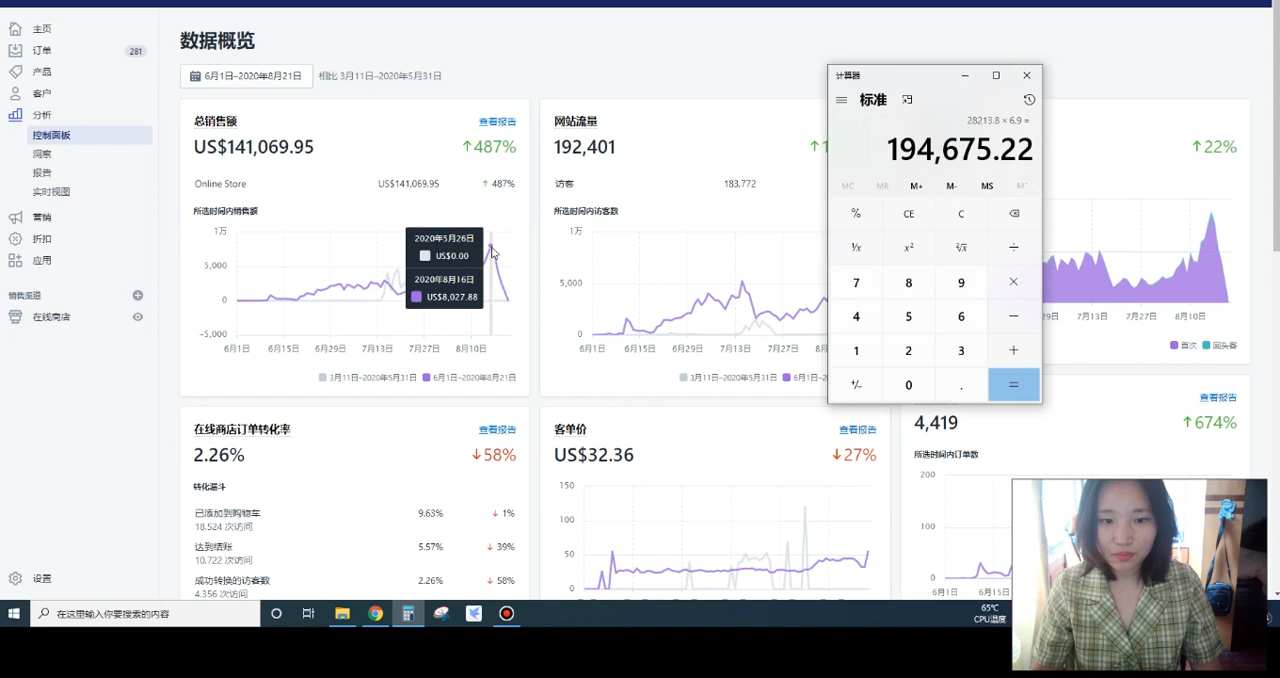 主页
订单
281
产品
客户
分析
控制面板
洞察
报告
实时视图
营销
折扣
应用
销售渠道
在线商店
设置
数据概览
6月1日–2020年8月21日
相比 3月11日–2020年5月31日
总销售额
查看报告
US$141,069.95
↑487%
Online Store
US$141,069.95
↑ 487%
所选时间内销售额
1万
5,000
0
−5,000
2020年5月26日
US$0.00
2020年8月16日
US$8,027.88
6月1日
6月15日
6月29日
7月13日
7月27日
8月10日
3月11日–2020年5月31日
6月1日–2020年8月21日
网站流量
192,401
访客
183,772
所选时间内访客数
1万
5,000
0
6月1日
6月15日
6月29日
7月13日
7月27日
3月11日–2020年5月31日
计算器
标准
28213.8 × 6.9 =
194,675.22
MC
MR
M+
M-
MS
M˅
%
CE
C
¹/x
x²
²√x
÷
7
8
9
×
4
5
6
−
1
2
3
+
+/−
0
.
=
↑22%
29日
7月13日
7月27日
8月10日
首次
回头客
在线商店订单转化率
查看报告
2.26%
↓58%
转化漏斗
已添加到购物车
9.63%
↓ 1%
18,524 次访问
达到结账
5.57%
↓ 39%
10,722 次访问
成功转换的访客数
2.26%
↓ 58%
4,356 次访问
客单价
查看报告
US$32.36
↓27%
150
100
50
0
查看报告
4,419
↑674%
所选时间内订单数
200
100
0
6月1日
6月15日
在这里输入你要搜索的内容
65℃
CPU温度